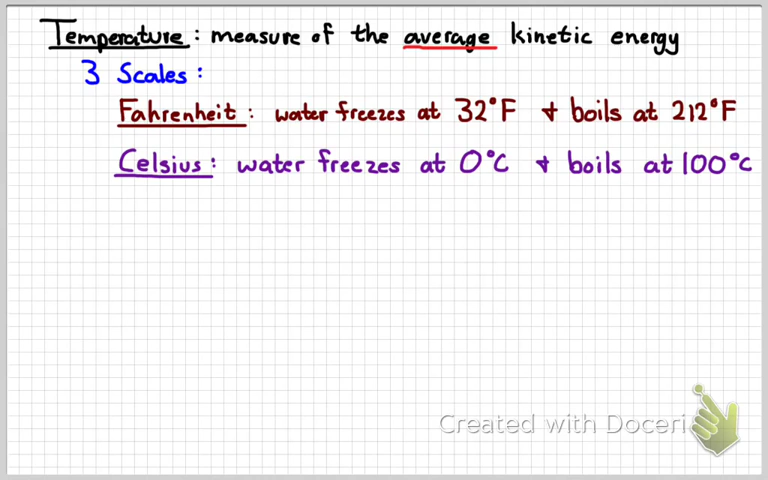 Temperature: measure of the average kinetic energy
3 Scales:
Fahrenheit: water freezes at 32°F & boils at 212°F
Celsius: water freezes at 0°C & boils at 100°C
Created with Doceri